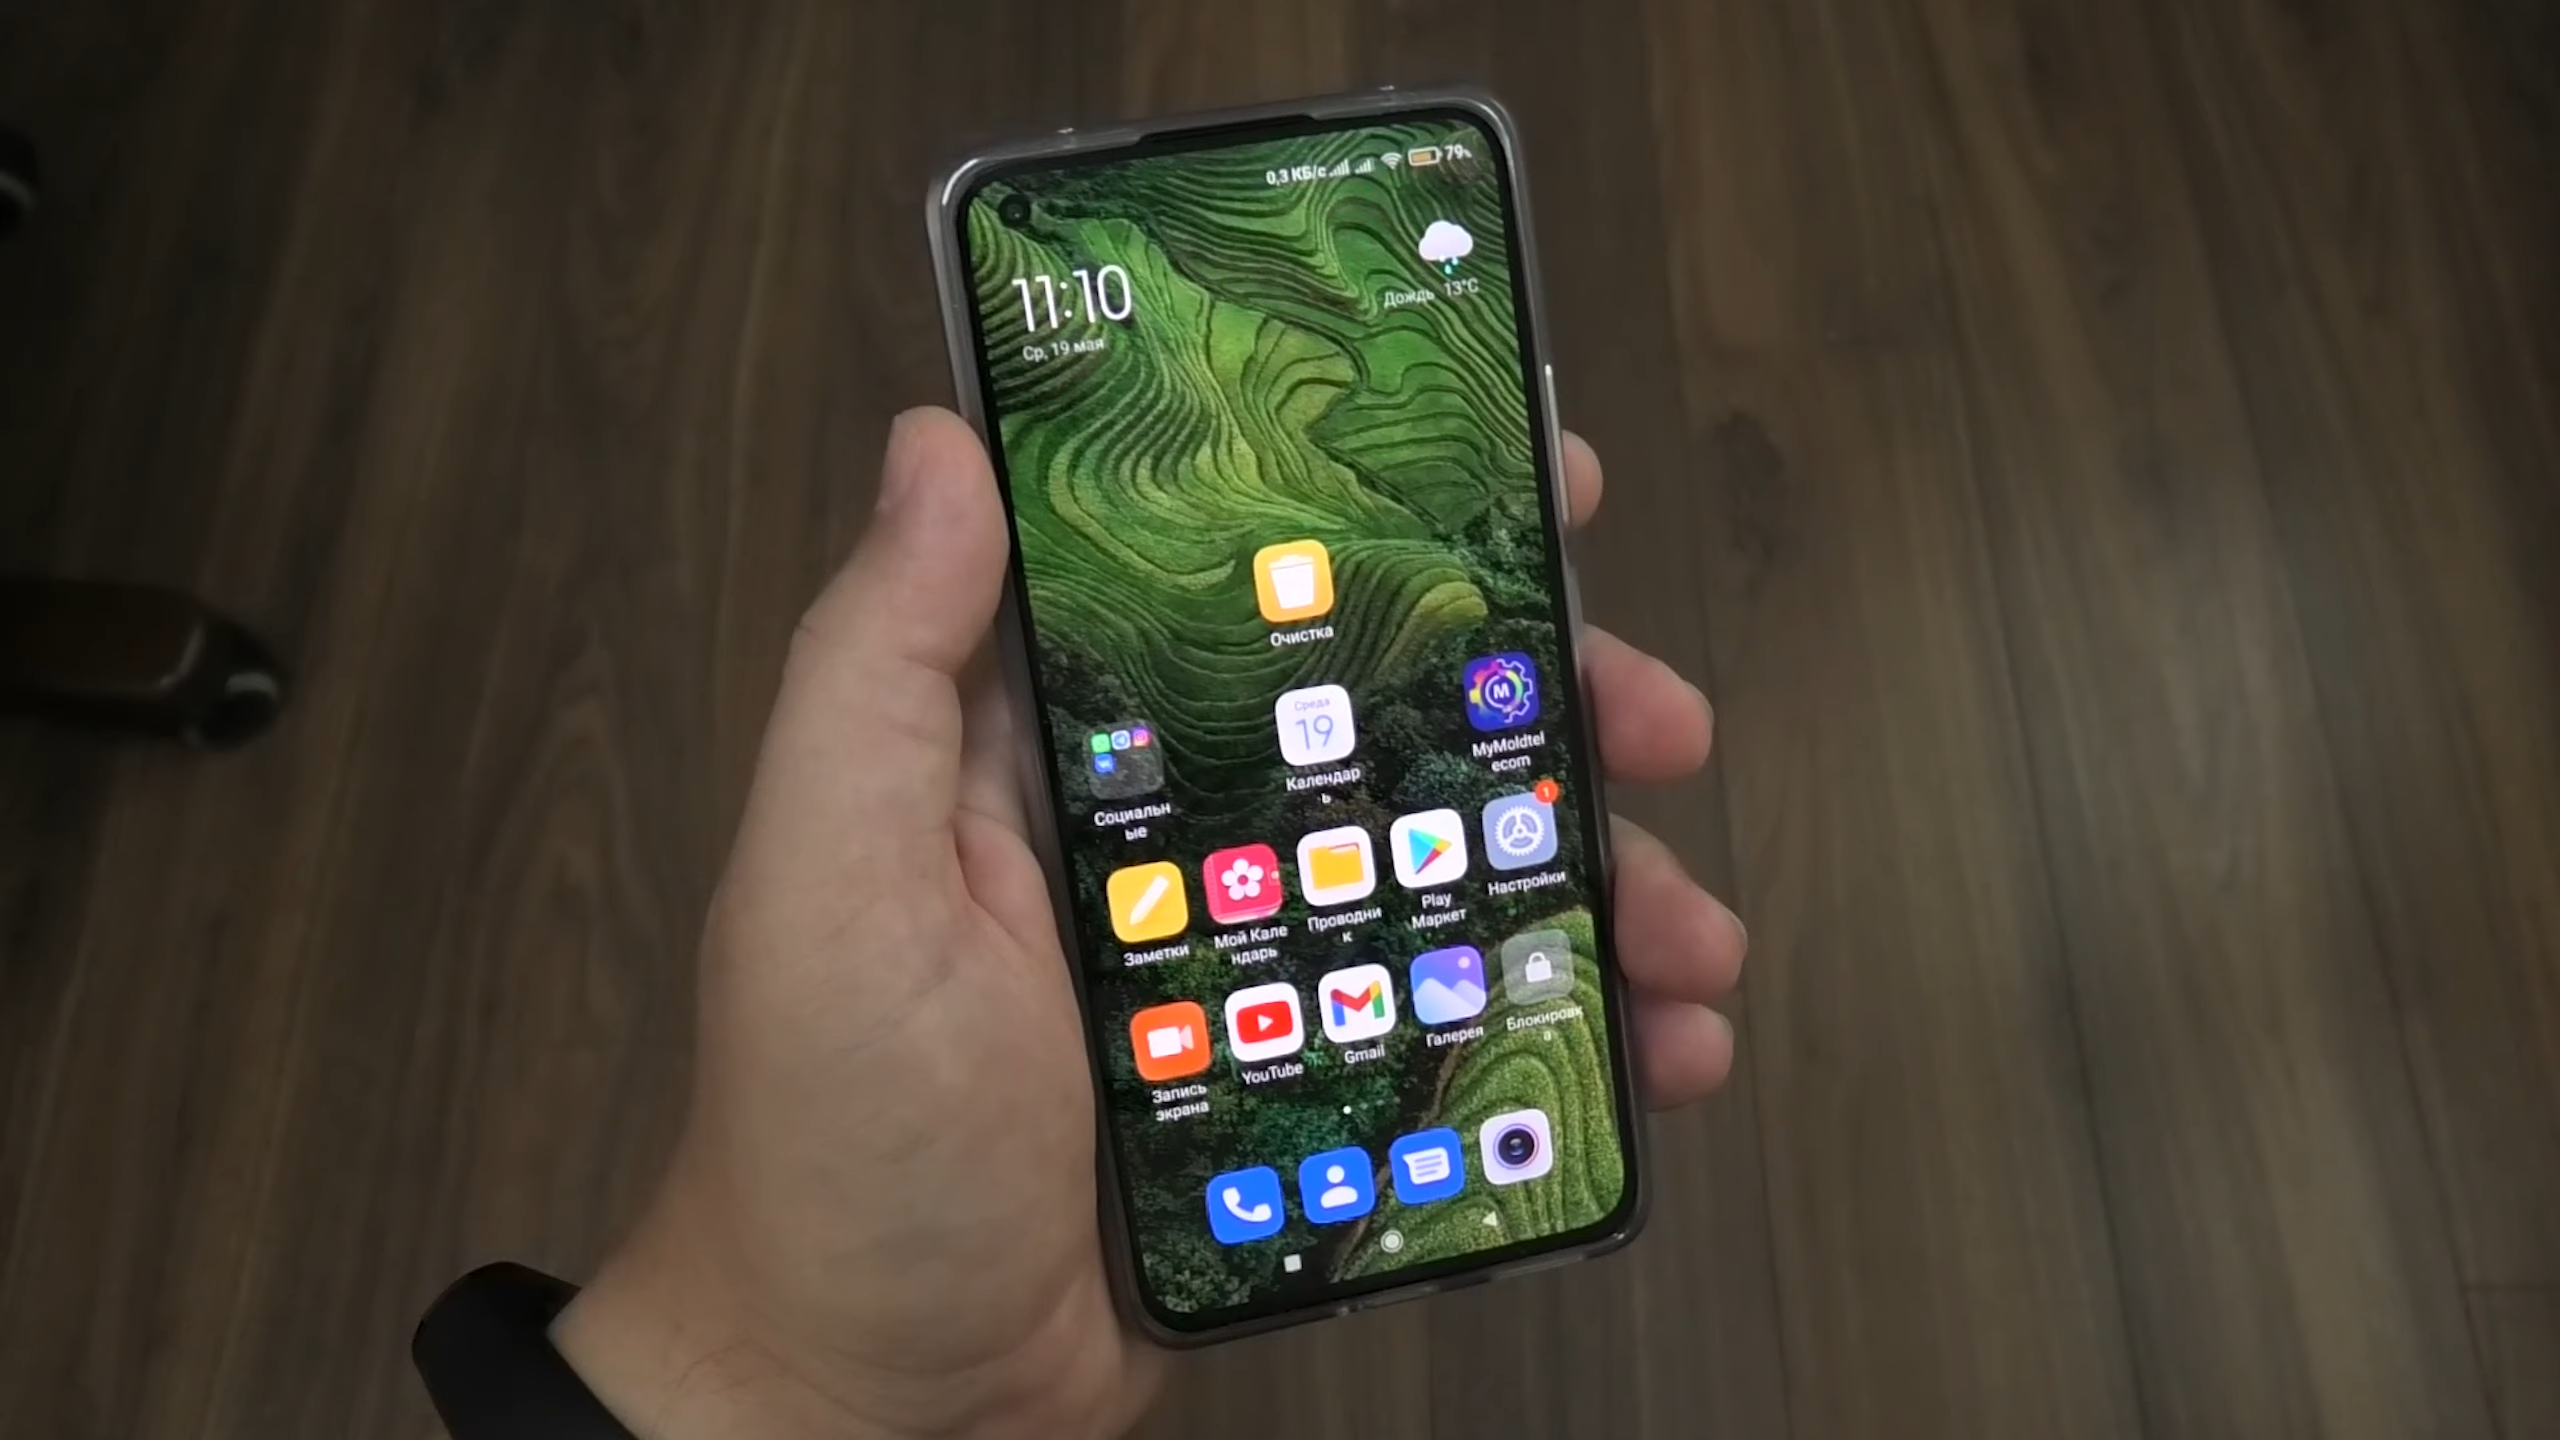 0,3 КБ/с 79%
11:10
Ср, 19 мая
Дождь 13°C
Очистка
Среда
19
Календар
ь
M
MyMoldtel
ecom
Социальн
ые
1
Заметки
Мой Кале
ндарь
Проводни
к
Play
Маркет
Настройки
Запись
экрана
YouTube
Gmail
Галерея
Блокировк
а